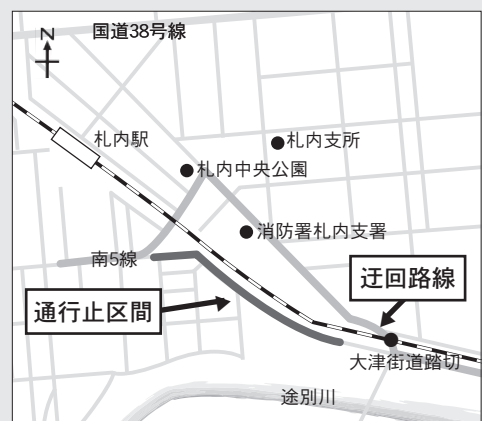 N
国道38号線
札内駅
札内支所
札内中央公園
消防署札内支署
南5線
迂回路線
通行止区間
大津街道踏切
途別川